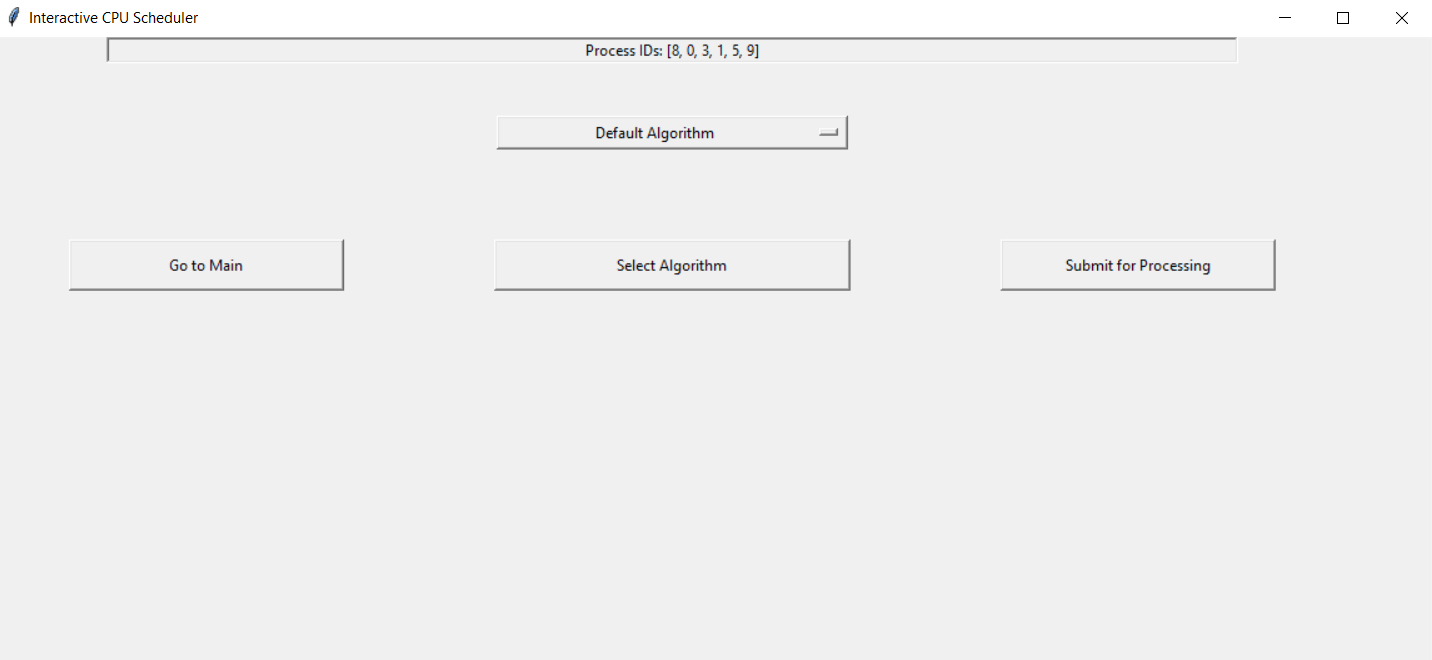 Interactive CPU Scheduler
Process IDs: [8, 0, 3, 1, 5, 9]
Default Algorithm
Go to Main
Select Algorithm
Submit for Processing